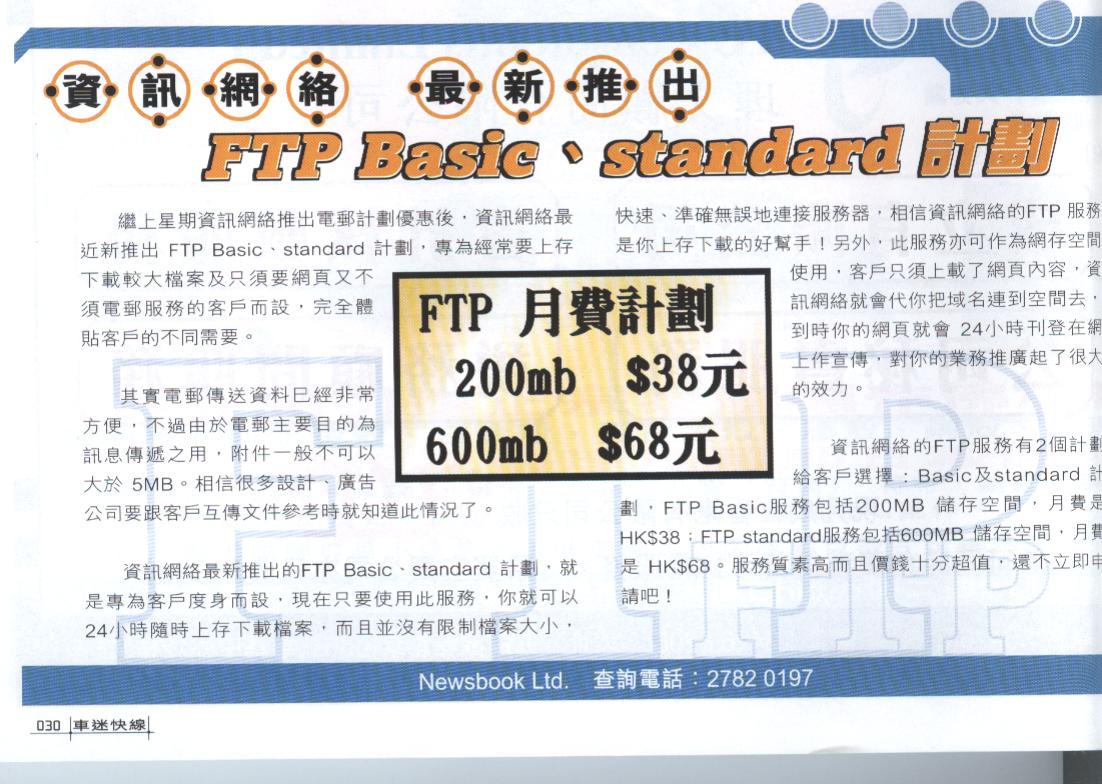 資訊網絡 最新推出
FTP Basic、standard 計劃
繼上星期資訊網絡推出電郵計劃優惠後，資訊網絡最
近新推出 FTP Basic、standard 計劃，專為經常要上存
下載較大檔案及只須要網頁又不
須電郵服務的客戶而設，完全體
貼客戶的不同需要。
其實電郵傳送資料巳經非常
方便，不過由於電郵主要目的為
訊息傳遞之用，附件一般不可以
大於 5MB。相信很多設計、廣告
公司要跟客戶互傳文件參考時就知道此情況了。
資訊網絡最新推出的FTP Basic、standard 計劃，就
是專為客戶度身而設，現在只要使用此服務，你就可以
24小時隨時上存下載檔案，而且並沒有限制檔案大小，
FTP 月費計劃
200mb $38元
600mb $68元
快速、準確無誤地連接服務器，相信資訊網絡的FTP 服務
是你上存下載的好幫手！另外，此服務亦可作為網存空間
使用，客戶只須上載了網頁內容，資
訊網絡就會代你把域名連到空間去，
到時你的網頁就會 24小時刊登在網
上作宣傳，對你的業務推廣起了很大
的效力。
資訊網絡的FTP服務有2個計劃
給客戶選擇：Basic及standard 計
劃，FTP Basic服務包括200MB 儲存空間，月費是
HK$38；FTP standard服務包括600MB 儲存空間，月費
是 HK$68。服務質素高而且價錢十分超值，還不立即申
請吧！
FTP
FTP
Newsbook Ltd. 查詢電話：2782 0197
030 車迷快線